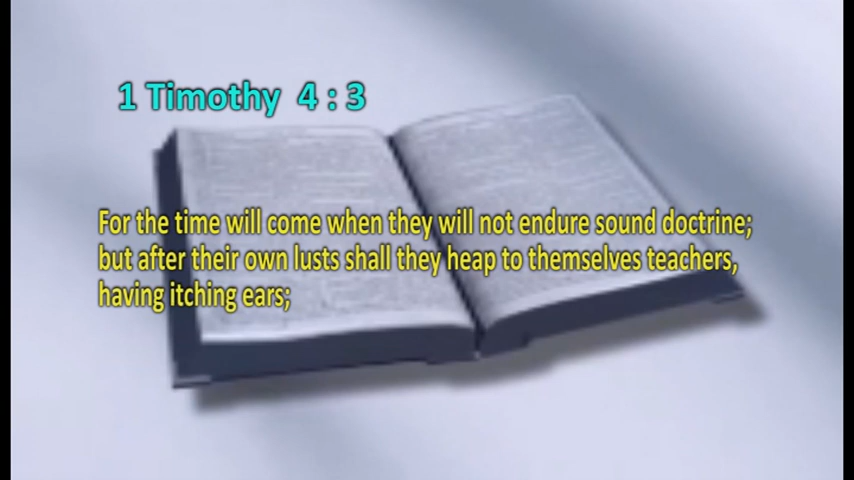 1 Timothy 4 : 3
For the time will come when they will not endure sound doctrine;
but after their own lusts shall they heap to themselves teachers,
having itching ears;